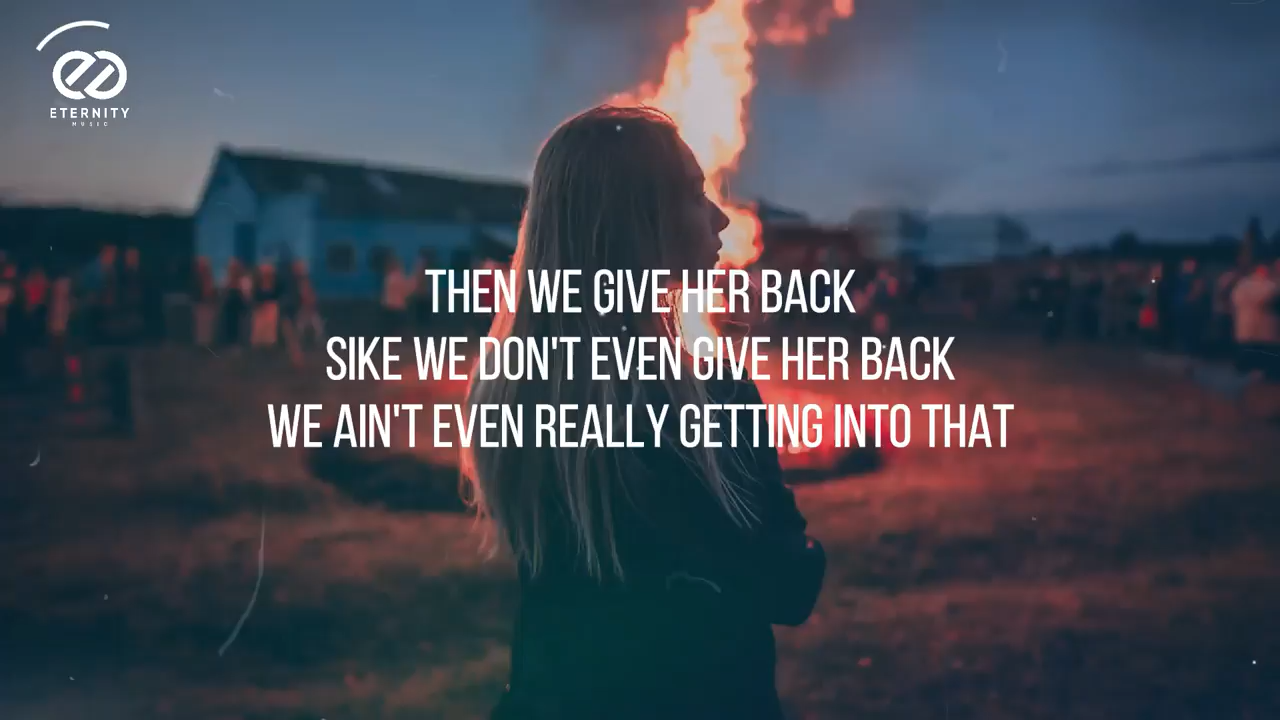 ETERNITY
MUSIC
THEN WE GIVE HER BACK
SIKE WE DON'T EVEN GIVE HER BACK
WE AIN'T EVEN REALLY GETTING INTO THAT